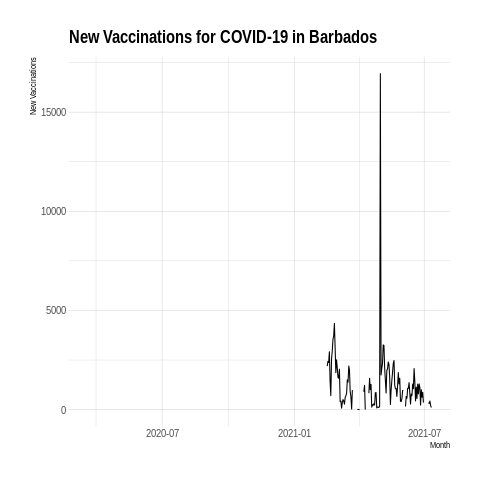 New Vaccinations for COVID-19 in Barbados
New Vaccinations
15000
10000
5000
0
2020-07
2021-01
2021-07
Month